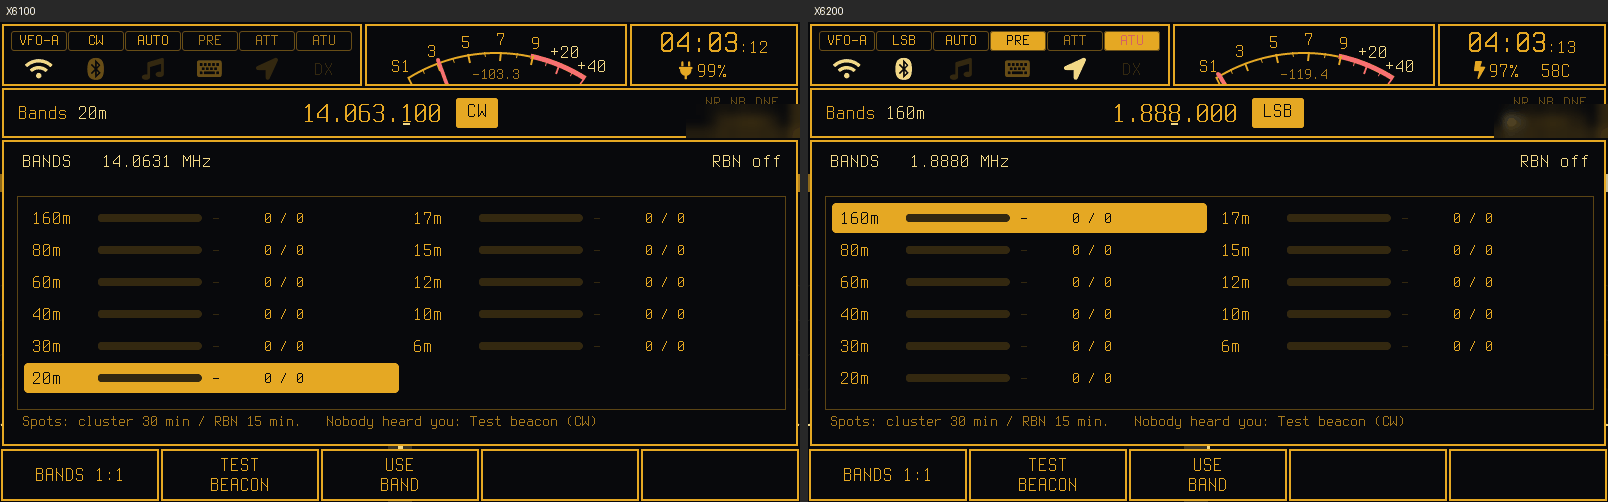 X6100
VFO-A CW AUTO PRE ATT ATU
DX
S1 3 5 7 9 +20 +40
-103.3
04:03:12
99%
Bands 20m 14.063.100 CW
NR NB DNF
BANDS 14.0631 MHz RBN off
160m - 0 / 0 17m - 0 / 0
80m - 0 / 0 15m - 0 / 0
60m - 0 / 0 12m - 0 / 0
40m - 0 / 0 10m - 0 / 0
30m - 0 / 0 6m - 0 / 0
20m - 0 / 0
Spots: cluster 30 min / RBN 15 min. Nobody heard you: Test beacon (CW)
BANDS 1:1
TEST
BEACON
USE
BAND
X6200
VFO-A LSB AUTO PRE ATT ATU
DX
S1 3 5 7 9 +20 +40
-119.4
04:03:13
97% 58C
Bands 160m 1.888.000 LSB
NR NB DNF
BANDS 1.8880 MHz RBN off
160m - 0 / 0 17m - 0 / 0
80m - 0 / 0 15m - 0 / 0
60m - 0 / 0 12m - 0 / 0
40m - 0 / 0 10m - 0 / 0
30m - 0 / 0 6m - 0 / 0
20m - 0 / 0
Spots: cluster 30 min / RBN 15 min. Nobody heard you: Test beacon (CW)
BANDS 1:1
TEST
BEACON
USE
BAND